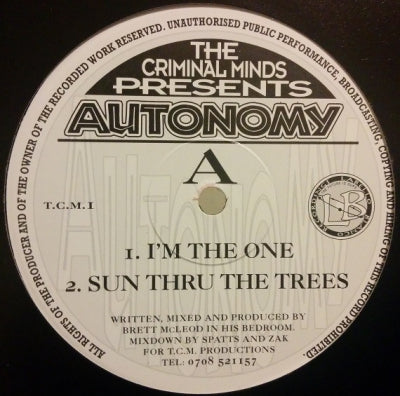 ALL RIGHTS OF THE PRODUCER AND OF THE OWNER OF THE RECORDED WORK RESERVED. UNAUTHORISED PUBLIC PERFORMANCE, BROADCASTING, COPYING AND HIRING OF THIS RECORD PROHIBITED.
THE
CRIMINAL MINDS
PRESENTS
AUTONOMY
A
T.C.M.1
LB
1. I'M THE ONE
2. SUN THRU THE TREES
WRITTEN, MIXED AND PRODUCED BY
BRETT McLEOD IN HIS BEDROOM.
MIXDOWN BY SPATTS AND ZAK
FOR T.C.M. PRODUCTIONS
TEL: 0708 521157
AUTONOMY